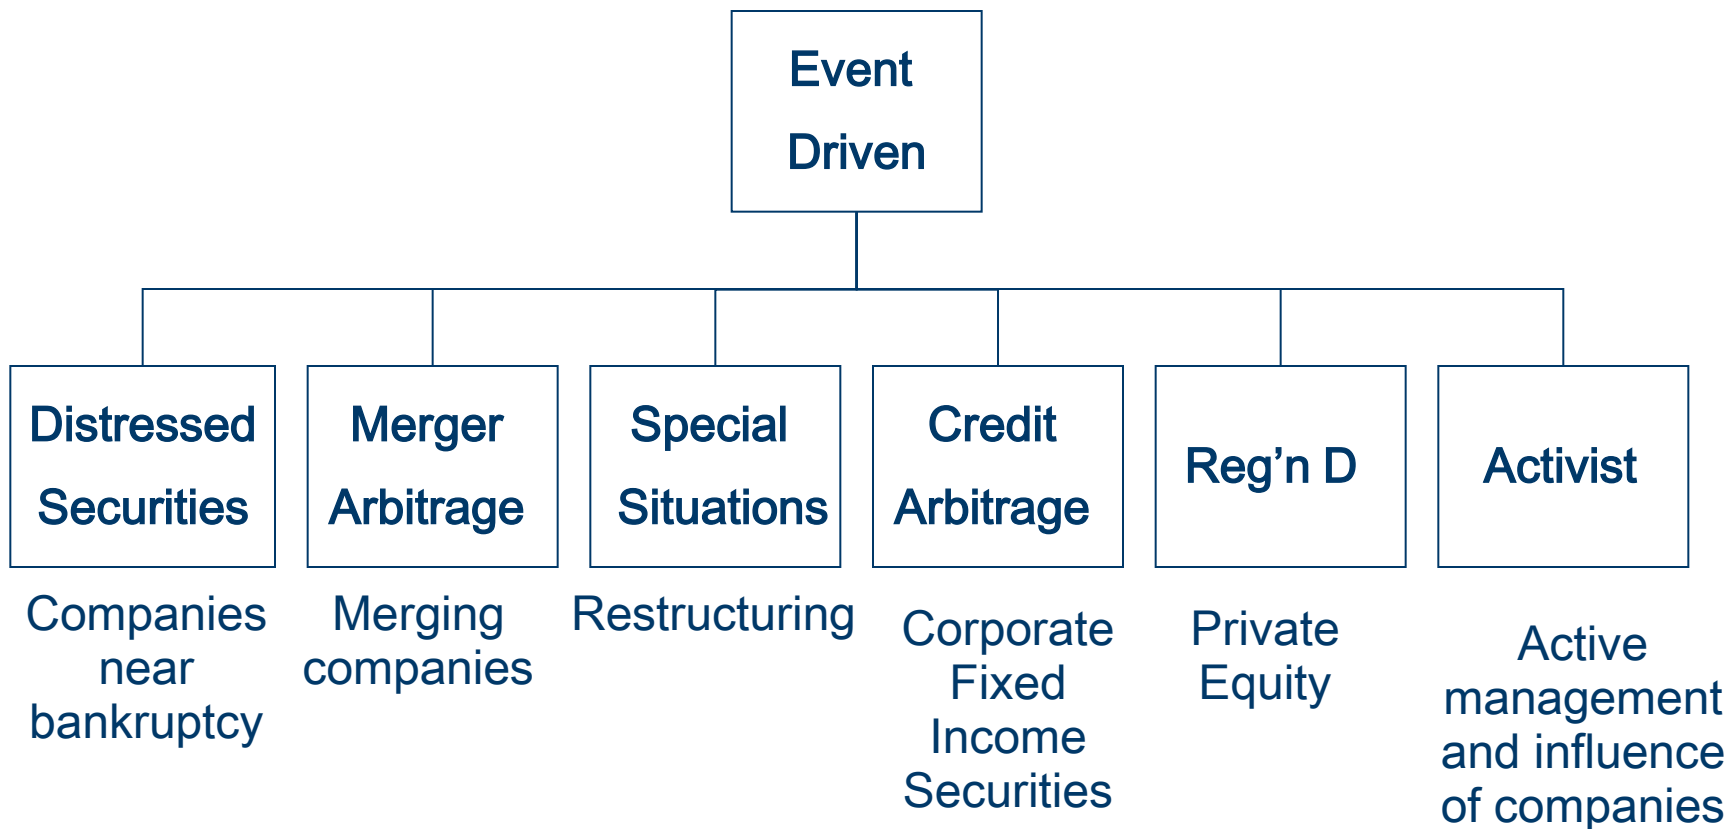 Event
Driven
Distressed
Securities
Merger
Arbitrage
Special
Situations
Credit
Arbitrage
Reg’n D
Activist
Companies
near
bankruptcy
Merging
companies
Restructuring
Corporate
Fixed
Income
Securities
Private
Equity
Active
management
and influence
of companies